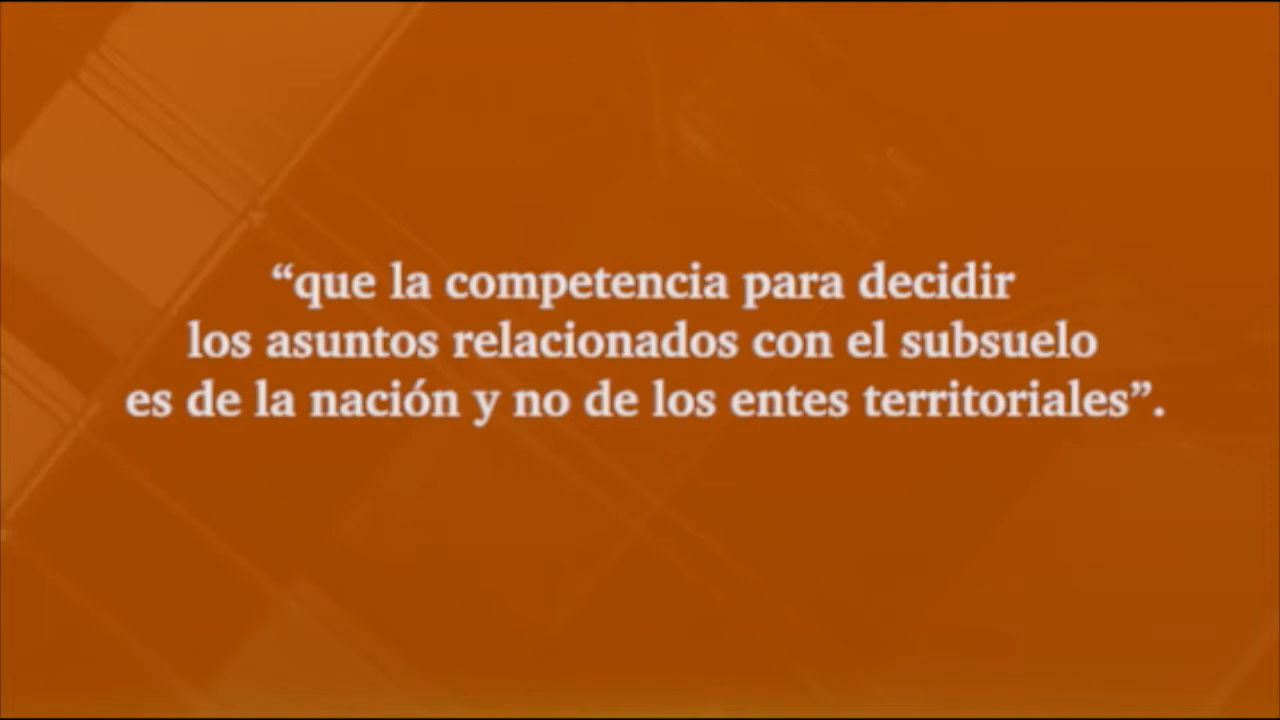 “que la competencia para decidir
los asuntos relacionados con el subsuelo
es de la nación y no de los entes territoriales”.